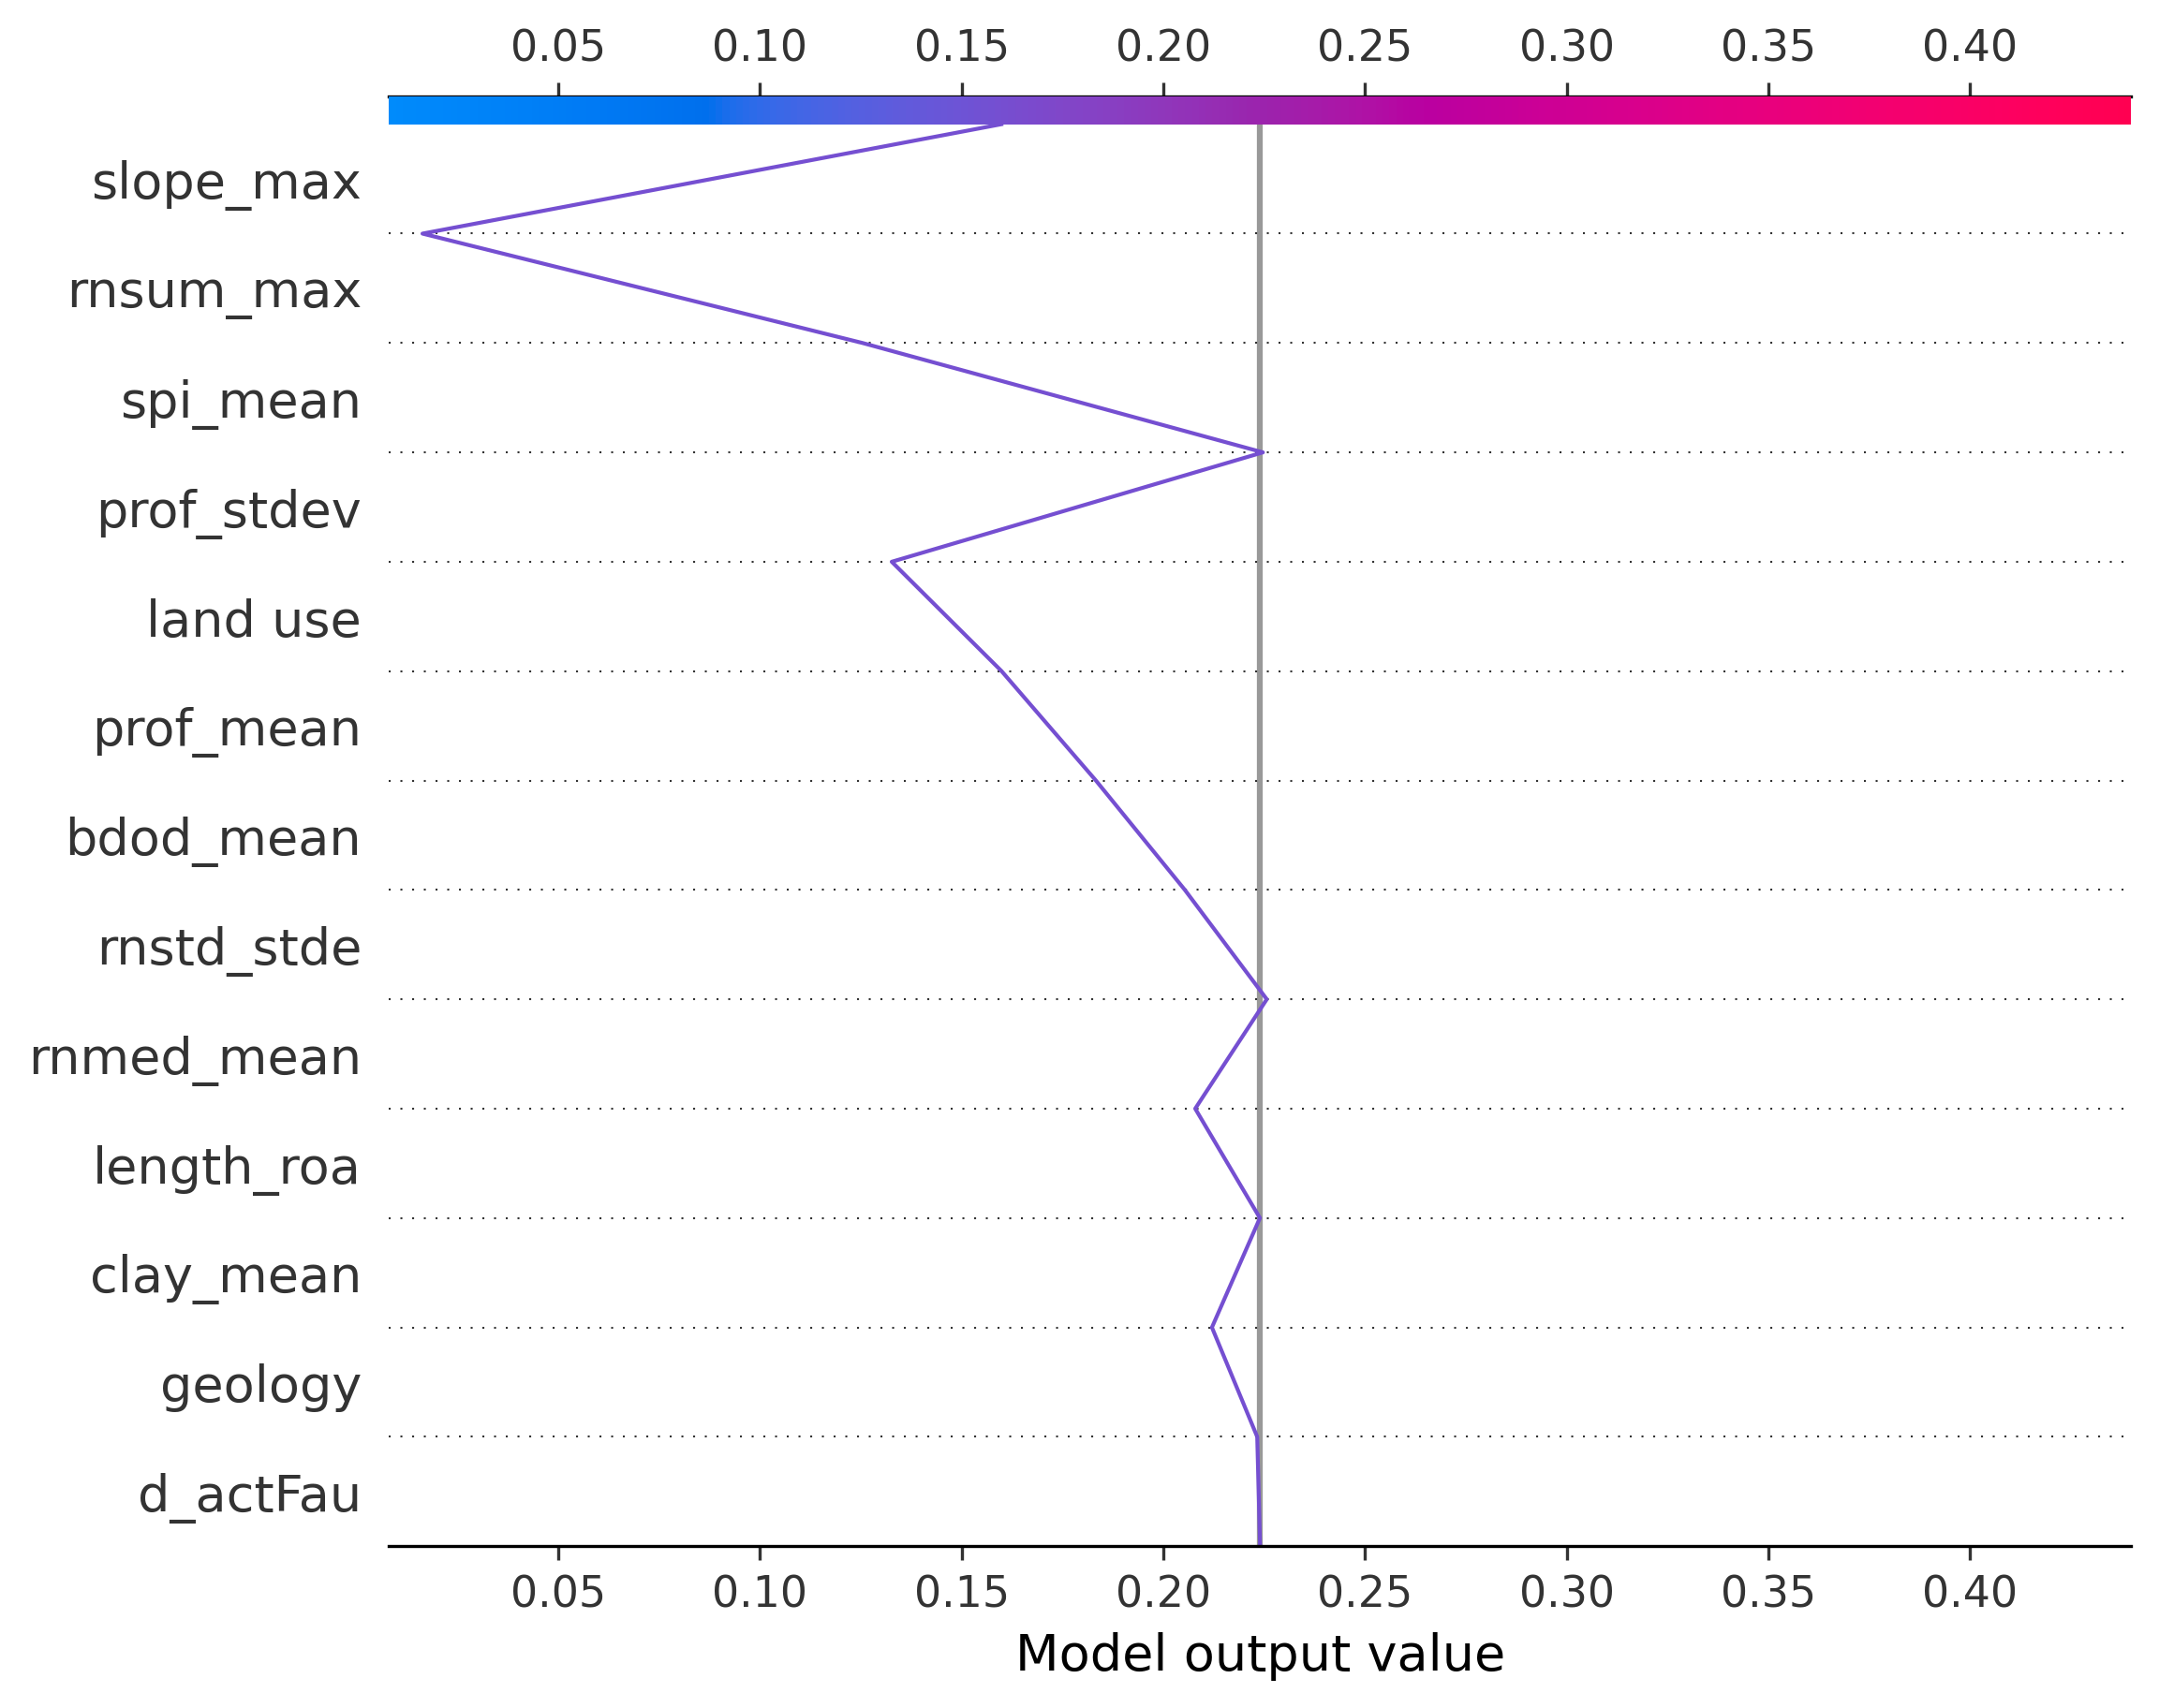 0.05 0.10 0.15 0.20 0.25 0.30 0.35 0.40
slope_max
rnsum_max
spi_mean
prof_stdev
land use
prof_mean
bdod_mean
rnstd_stde
rnmed_mean
length_roa
clay_mean
geology
d_actFau
0.05 0.10 0.15 0.20 0.25 0.30 0.35 0.40
Model output value